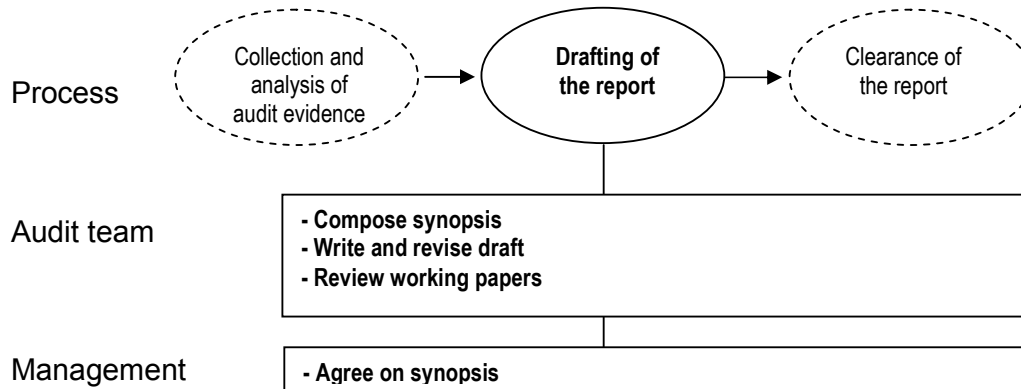 Process
Collection and
analysis of
audit evidence
Drafting of
the report
Clearance of
the report
Audit team
- Compose synopsis
- Write and revise draft
- Review working papers
Management
- Agree on synopsis